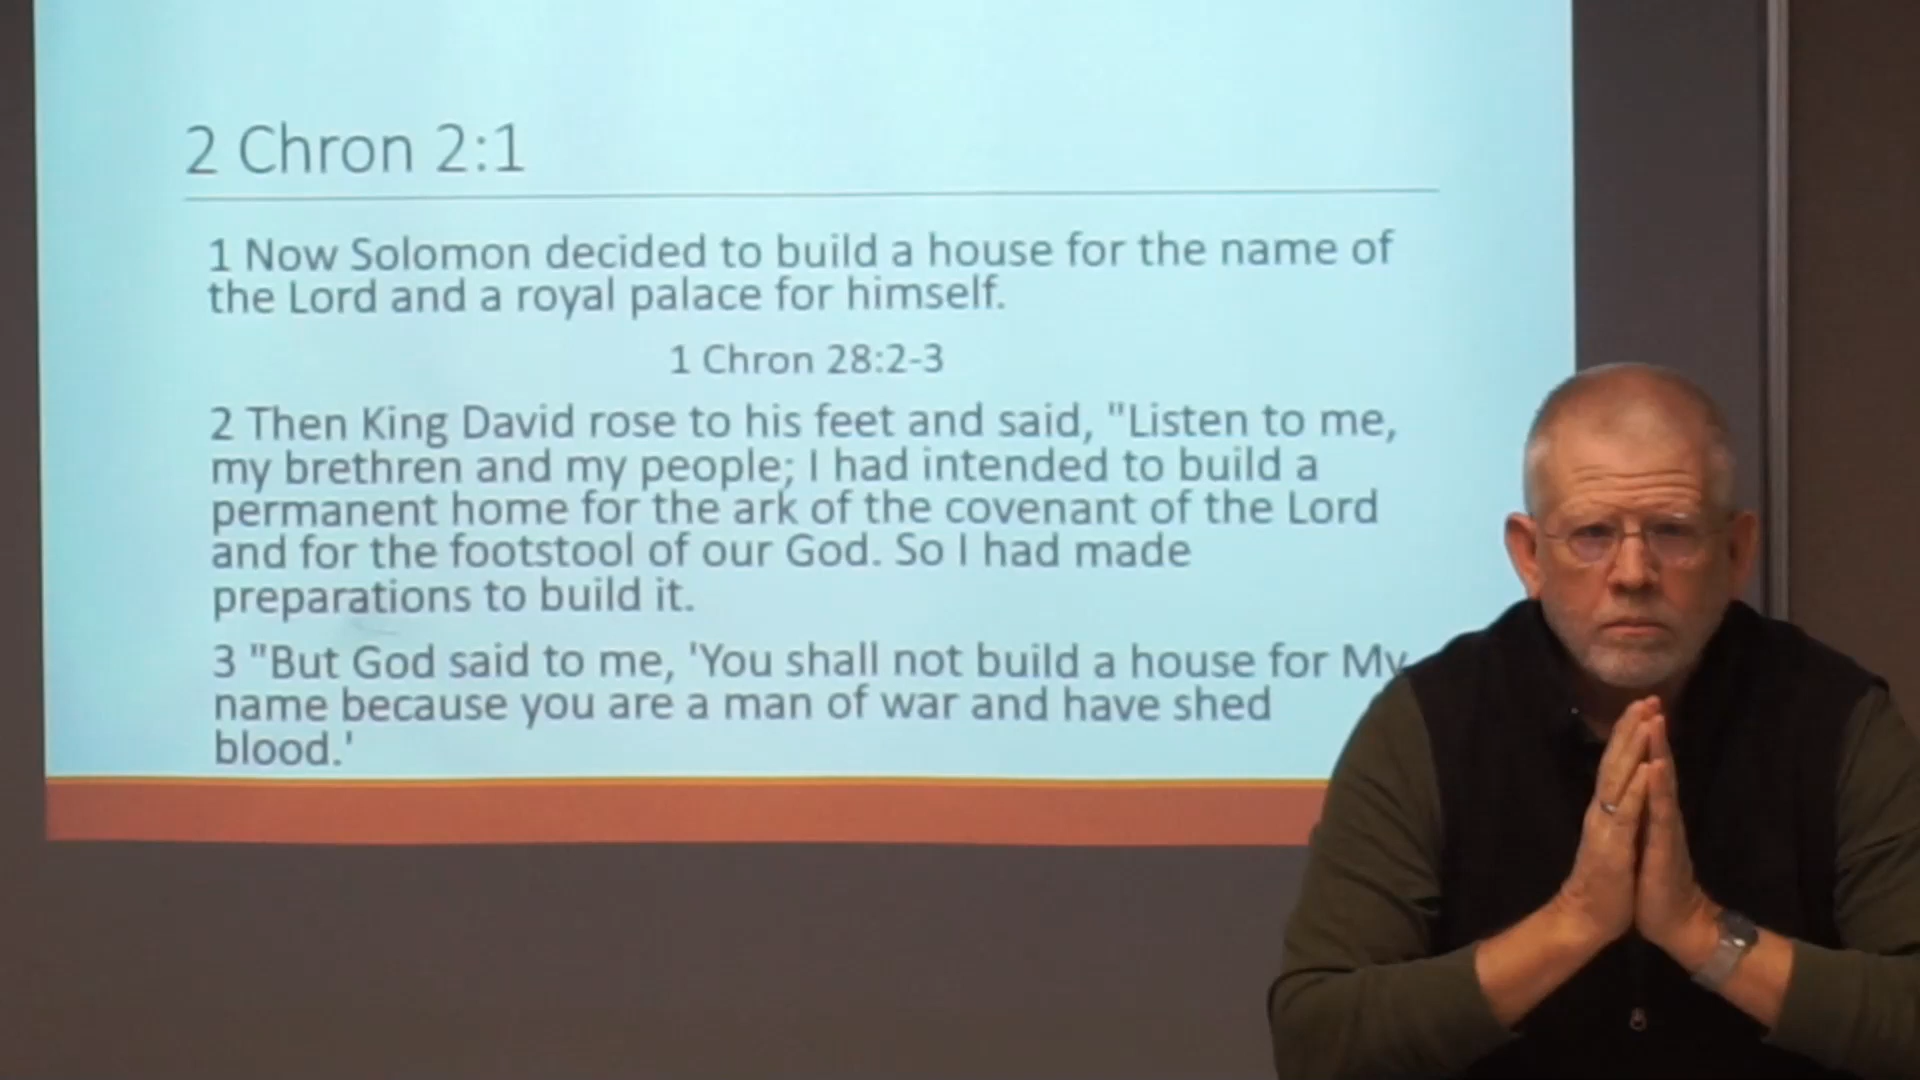 2 Chron 2:1
1 Now Solomon decided to build a house for the name of
the Lord and a royal palace for himself.
1 Chron 28:2-3
2 Then King David rose to his feet and said, "Listen to me,
my brethren and my people; I had intended to build a
permanent home for the ark of the covenant of the Lord
and for the footstool of our God. So I had made
preparations to build it.
3 "But God said to me, 'You shall not build a house for My
name because you are a man of war and have shed
blood.'